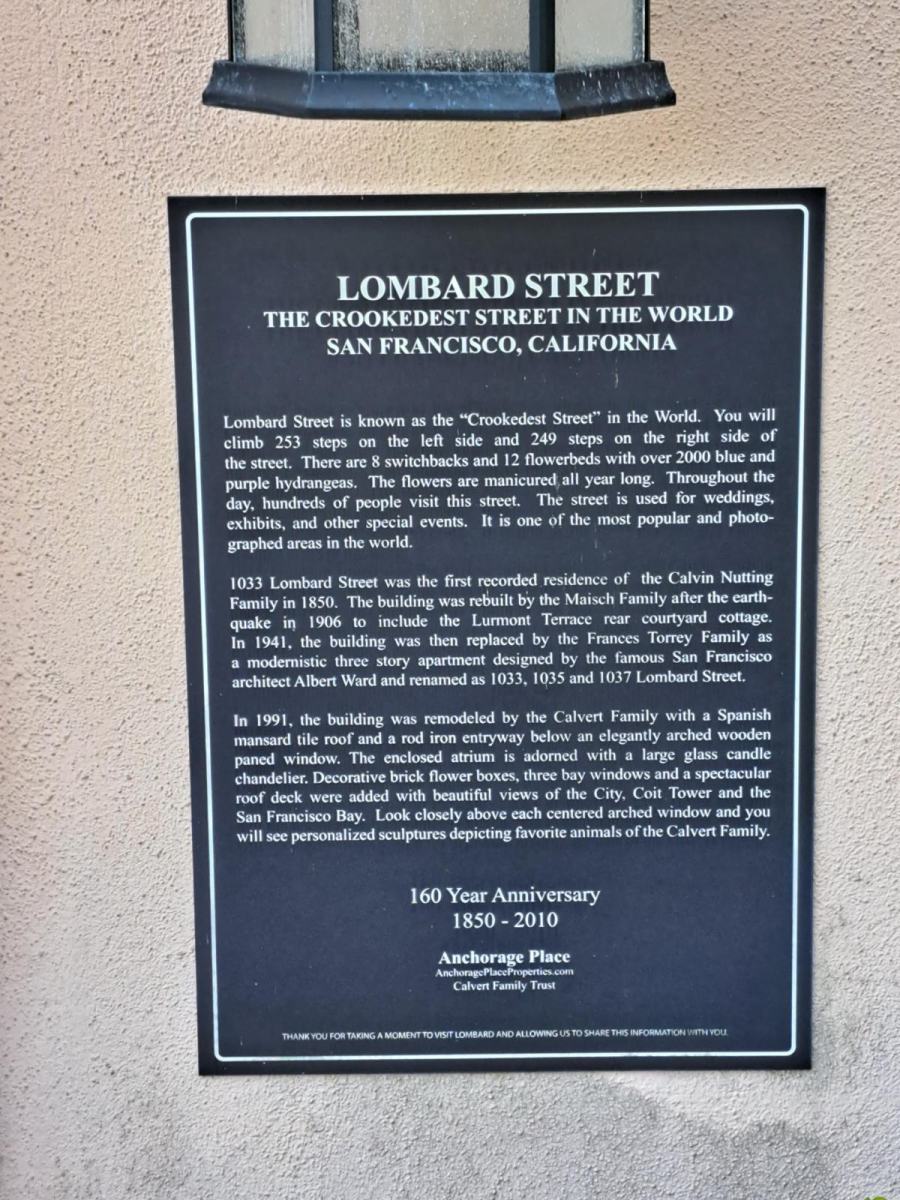 LOMBARD STREET
THE CROOKEDEST STREET IN THE WORLD
SAN FRANCISCO, CALIFORNIA
Lombard Street is known as the “Crookedest Street” in the World. You will
climb 253 steps on the left side and 249 steps on the right side of
the street. There are 8 switchbacks and 12 flowerbeds with over 2000 blue and
purple hydrangeas. The flowers are manicured all year long. Throughout the
day, hundreds of people visit this street. The street is used for weddings,
exhibits, and other special events. It is one of the most popular and photo-
graphed areas in the world.
1033 Lombard Street was the first recorded residence of the Calvin Nutting
Family in 1850. The building was rebuilt by the Maisch Family after the earth-
quake in 1906 to include the Lurmont Terrace rear courtyard cottage.
In 1941, the building was then replaced by the Frances Torrey Family as
a modernistic three story apartment designed by the famous San Francisco
architect Albert Ward and renamed as 1033, 1035 and 1037 Lombard Street.
In 1991, the building was remodeled by the Calvert Family with a Spanish
mansard tile roof and a rod iron entryway below an elegantly arched wooden
paned window. The enclosed atrium is adorned with a large glass candle
chandelier. Decorative brick flower boxes, three bay windows and a spectacular
roof deck were added with beautiful views of the City, Coit Tower and the
San Francisco Bay. Look closely above each centered arched window and you
will see personalized sculptures depicting favorite animals of the Calvert Family.
160 Year Anniversary
1850 - 2010
Anchorage Place
AnchoragePlaceProperties.com
Calvert Family Trust
THANK YOU FOR TAKING A MOMENT TO VISIT LOMBARD AND ALLOWING US TO SHARE THIS INFORMATION WITH YOU.